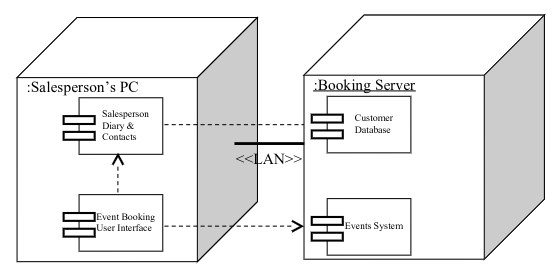 :Salesperson's PC
:Booking Server
Salesperson
Diary &
Contacts
Customer
Database
<<LAN>>
Event Booking
User Interface
Events System